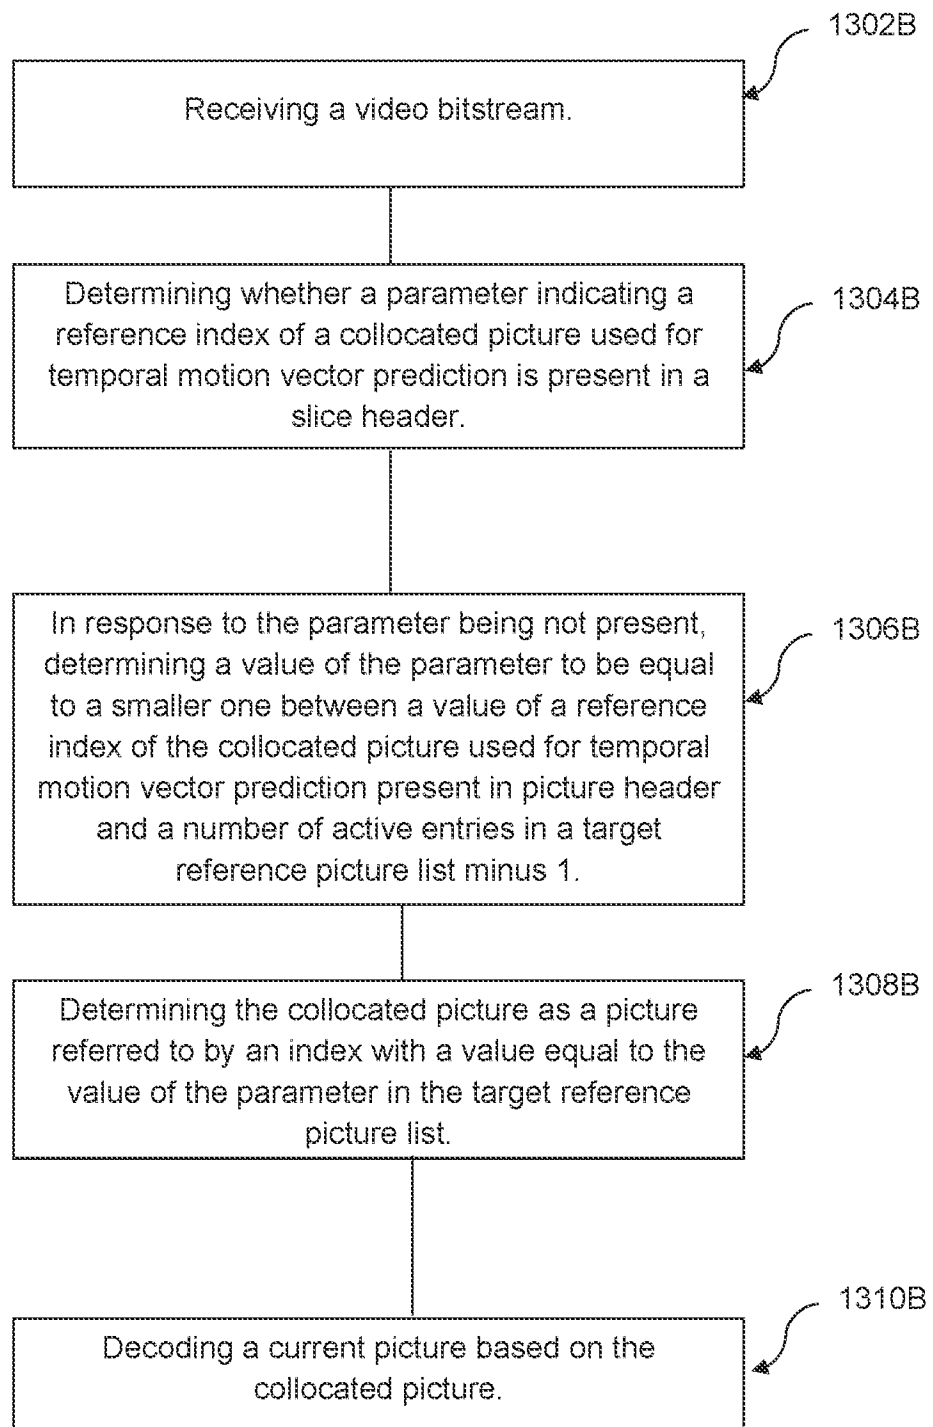 1302B
Receiving a video bitstream.
Determining whether a parameter indicating a
reference index of a collocated picture used for
temporal motion vector prediction is present in a
slice header.
1304B
In response to the parameter being not present,
determining a value of the parameter to be equal
to a smaller one between a value of a reference
index of the collocated picture used for temporal
motion vector prediction present in picture header
and a number of active entries in a target
reference picture list minus 1.
1306B
Determining the collocated picture as a picture
referred to by an index with a value equal to the
value of the parameter in the target reference
picture list.
1308B
Decoding a current picture based on the
collocated picture.
1310B